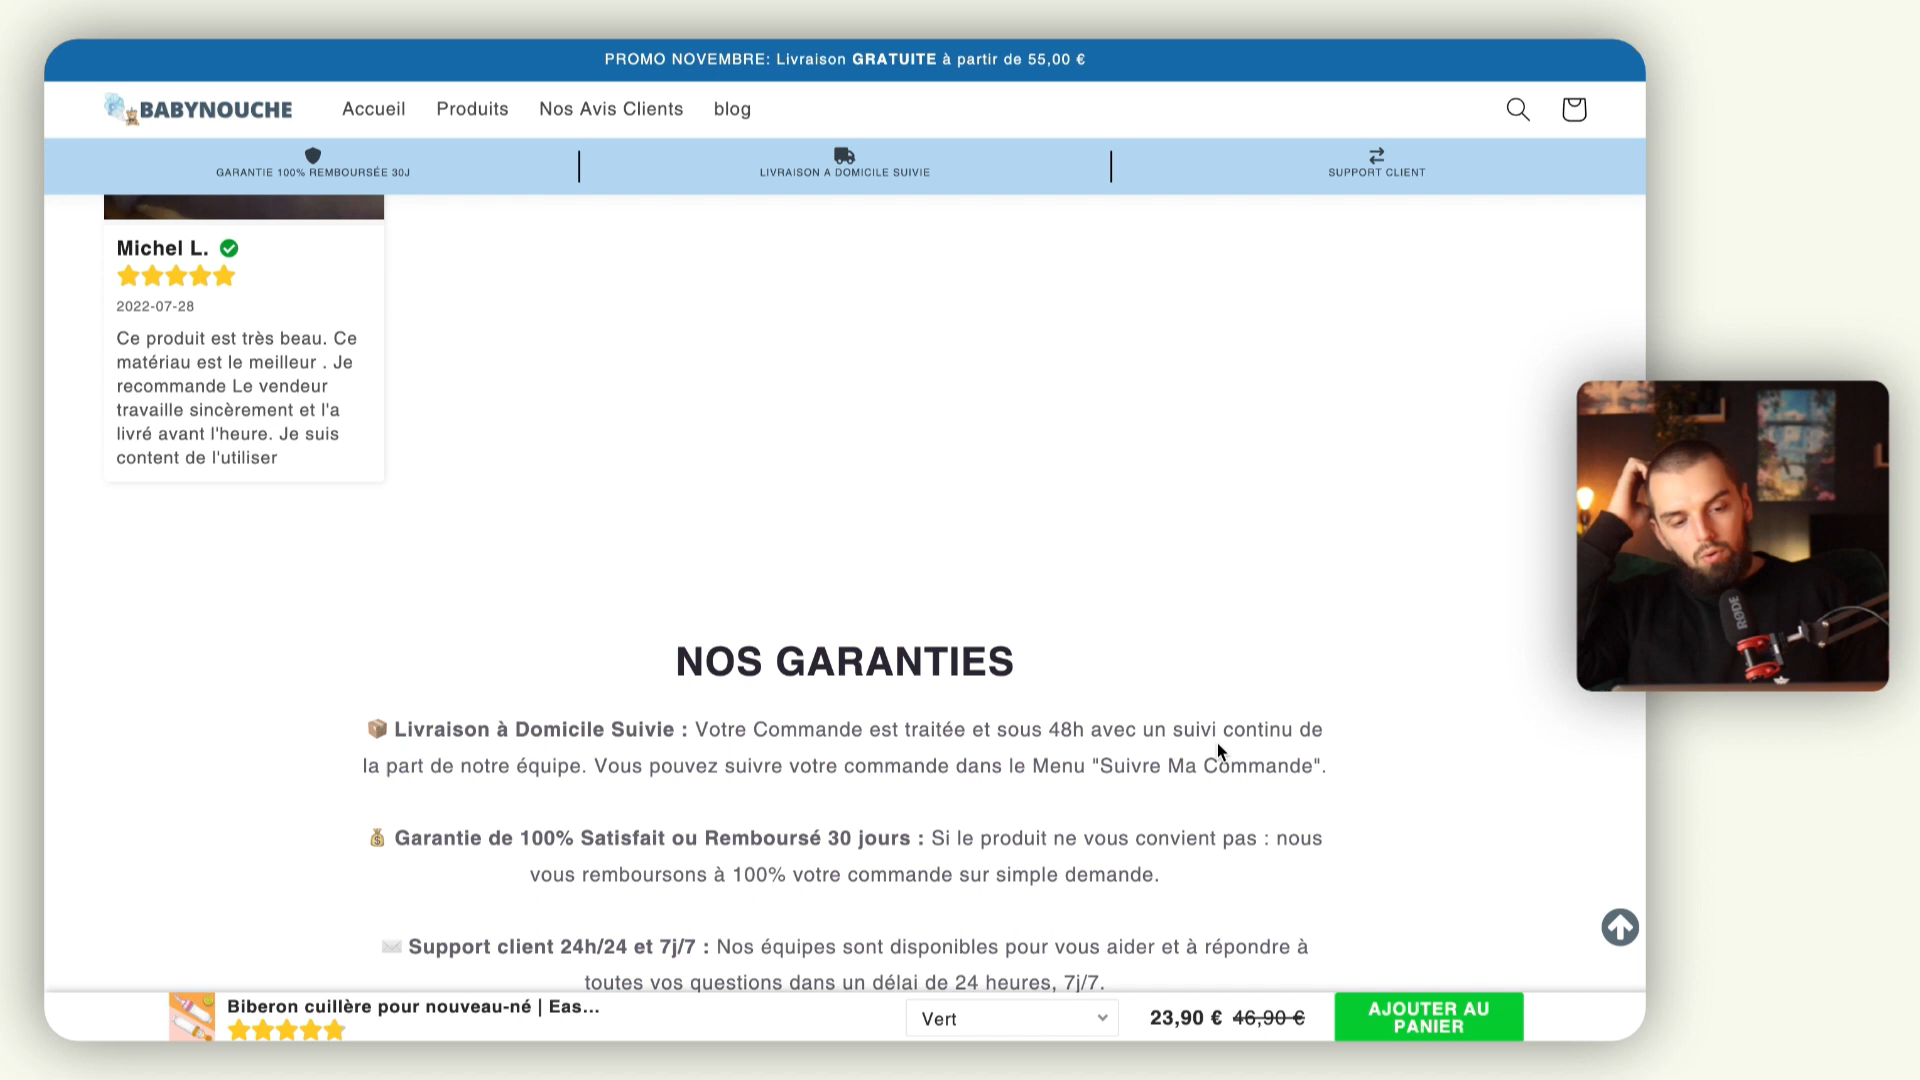 PROMO NOVEMBRE: Livraison GRATUITE à partir de 55,00 €
BABYNOUCHE
Accueil
Produits
Nos Avis Clients
blog
GARANTIE 100% REMBOURSÉE 30J
LIVRAISON A DOMICILE SUIVIE
SUPPORT CLIENT
Michel L.
2022-07-28
Ce produit est très beau. Ce
matériau est le meilleur . Je
recommande Le vendeur
travaille sincèrement et l'a
livré avant l'heure. Je suis
content de l'utiliser
NOS GARANTIES
📦 Livraison à Domicile Suivie : Votre Commande est traitée et sous 48h avec un suivi continu de
la part de notre équipe. Vous pouvez suivre votre commande dans le Menu "Suivre Ma Commande".
💰 Garantie de 100% Satisfait ou Remboursé 30 jours : Si le produit ne vous convient pas : nous
vous remboursons à 100% votre commande sur simple demande.
✉️ Support client 24h/24 et 7j/7 : Nos équipes sont disponibles pour vous aider et à répondre à
toutes vos questions dans un délai de 24 heures, 7j/7.
Biberon cuillère pour nouveau-né | Eas...
Vert
23,90 € 46,90 €
AJOUTER AU
PANIER
RØDE